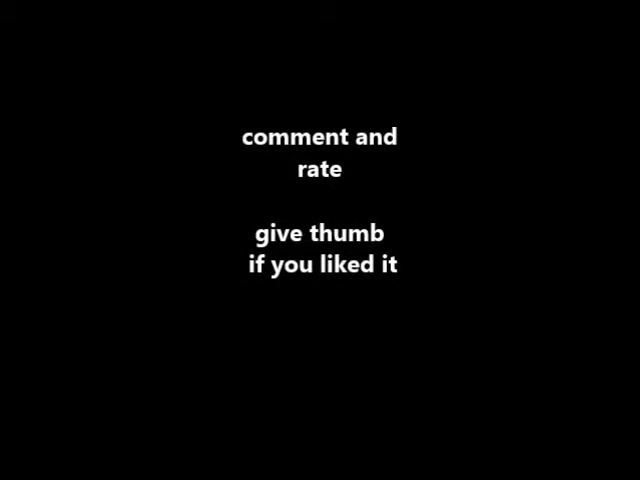 comment and
rate
give thumb
if you liked it